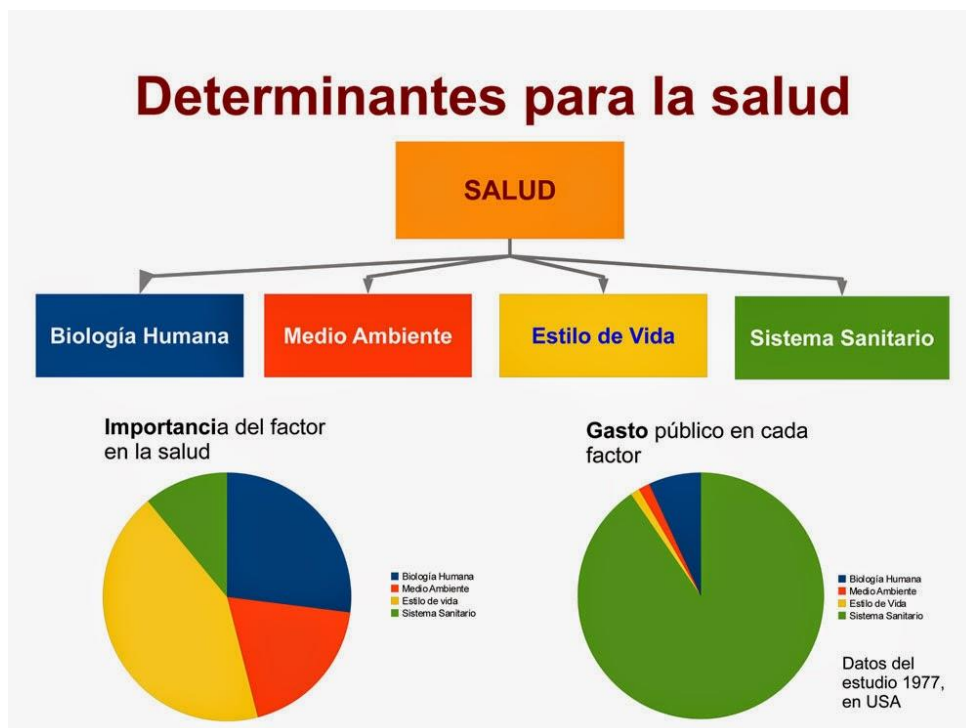 Determinantes para la salud
SALUD
Biología Humana
Medio Ambiente
Estilo de Vida
Sistema Sanitario
Importancia del factor
en la salud
Biología Humana
Medio Ambiente
Estilo de vida
Sistema Sanitario
Gasto público en cada
factor
Biología Humana
Medio Ambiente
Estilo de Vida
Sistema Sanitario
Datos del
estudio 1977,
en USA